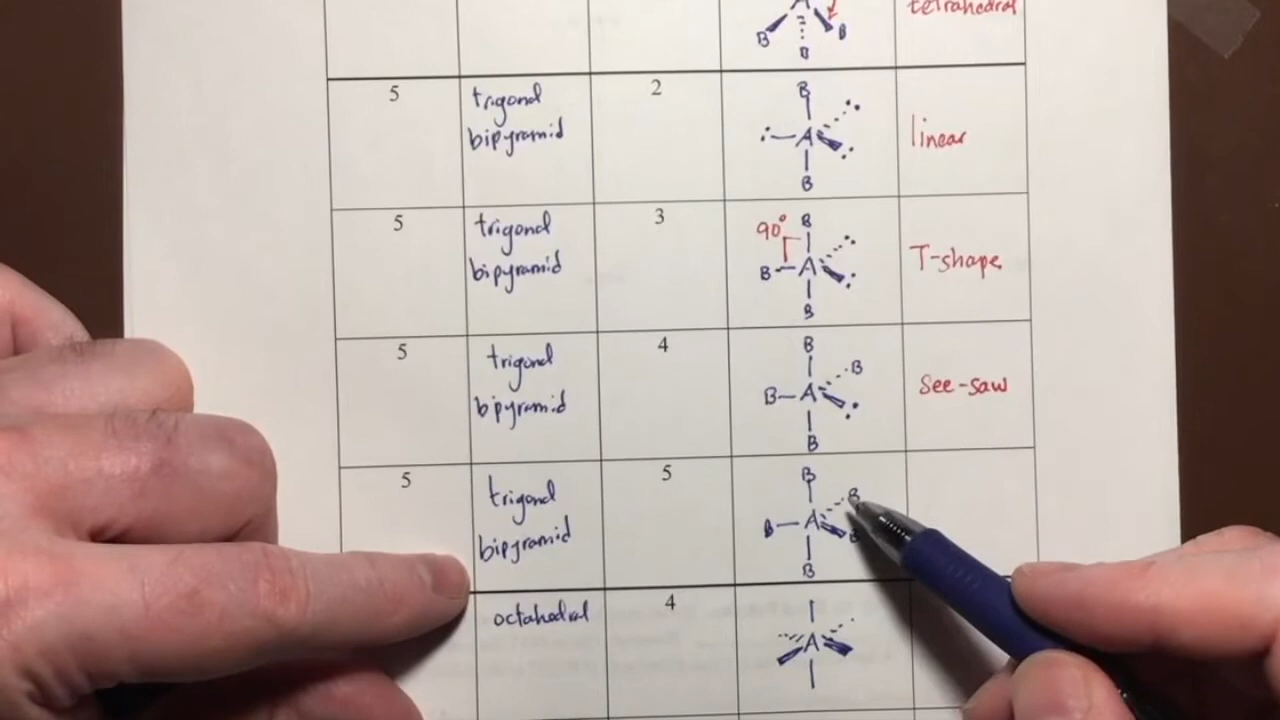 A
B
B
B
tetrahedral
5
trigonal
bipyramid
2
B
:—A
B
linear
5
trigonal
bipyramid
3
90°
B
B-A
B
T-shape
5
trigonal
bipyramid
4
B
B
B—A
B
See-saw
5
trigonal
bipyramid
5
B
B
B—A
B
B
octahedral
4
A